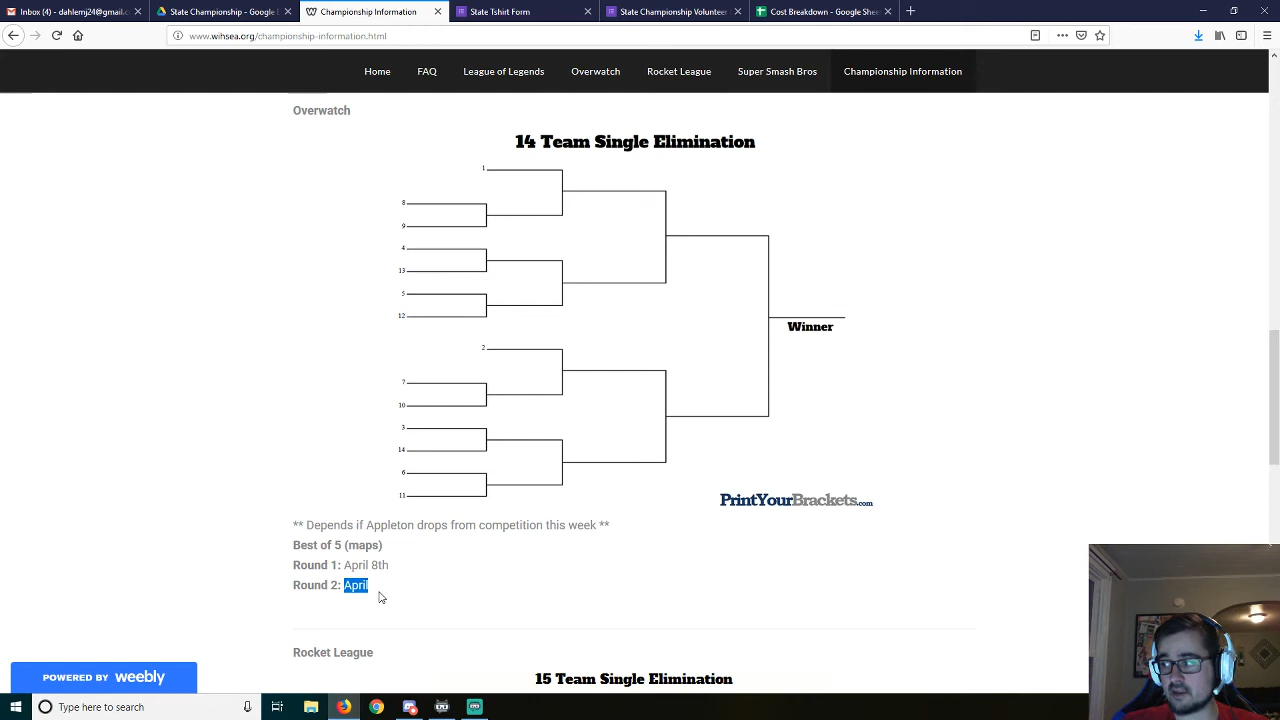 Inbox (4) - dahlemj24@gmail.c
State Championship - Google D
Championship Information
State Tshirt Form
State Championship Volunteer
Cost Breakdown - Google Shee
www.wihsea.org/championship-information.html
Home
FAQ
League of Legends
Overwatch
Rocket League
Super Smash Bros
Championship Information
Overwatch
14 Team Single Elimination
1
8
9
4
13
5
12
Winner
2
7
10
3
14
6
11
PrintYourBrackets.com
** Depends if Appleton drops from competition this week **
Best of 5 (maps)
Round 1: April 8th
Round 2: April
Rocket League
15 Team Single Elimination
POWERED BY weebly
Type here to search